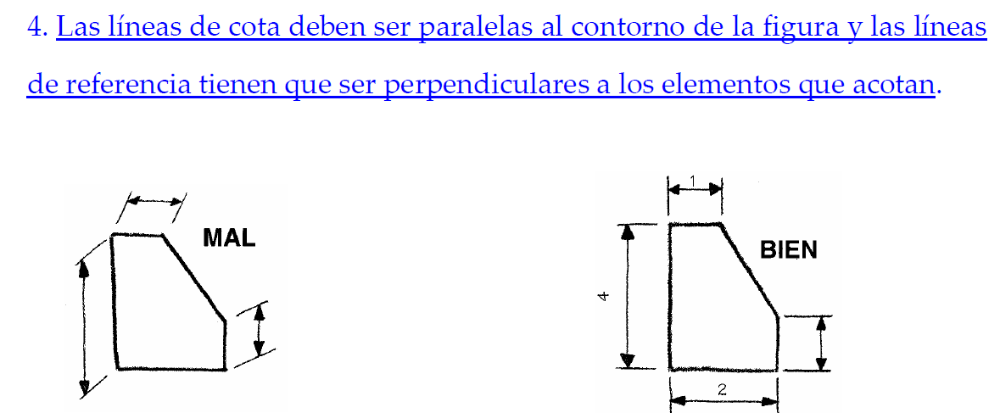 4. Las líneas de cota deben ser paralelas al contorno de la figura y las líneas
de referencia tienen que ser perpendiculares a los elementos que acotan.
1
MAL
BIEN
4
2